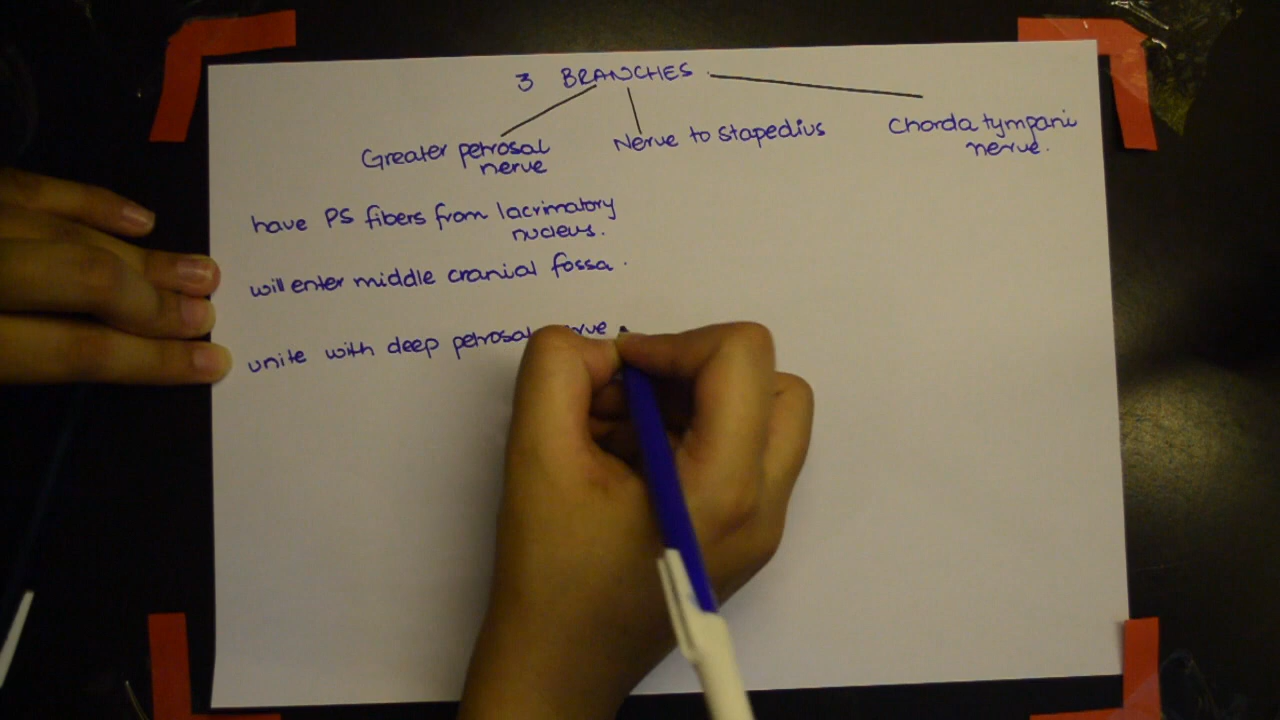 3 BRANCHES
Greater petrosal
nerve
Nerve to stapedius
Chorda tympani
nerve.
have PS fibers from lacrimatory
nucleus.
will enter middle cranial fossa.
unite with deep petrosal